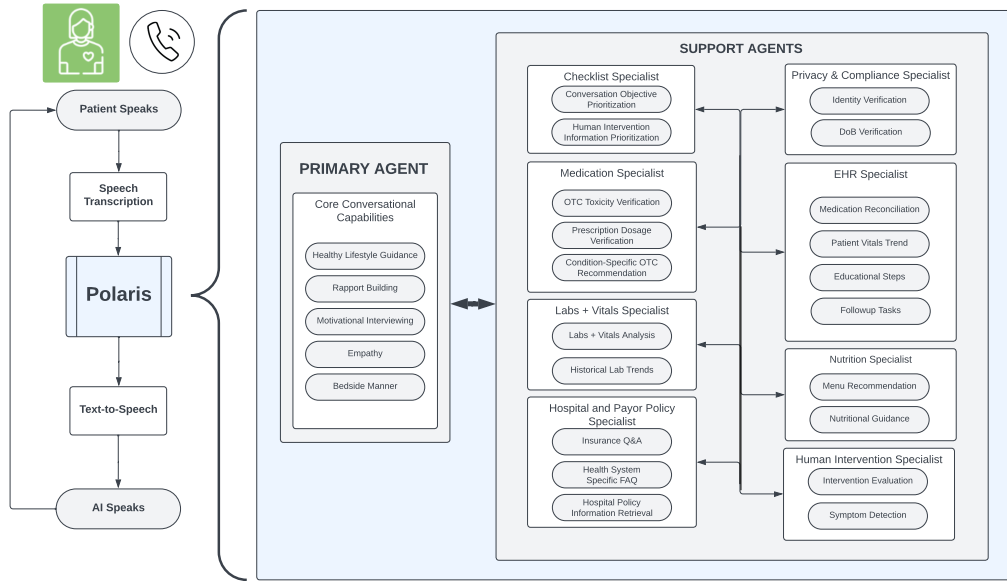 Patient Speaks
Speech
Transcription
Polaris
Text-to-Speech
AI Speaks
PRIMARY AGENT
Core Conversational
Capabilities
Healthy Lifestyle Guidance
Rapport Building
Motivational Interviewing
Empathy
Bedside Manner
SUPPORT AGENTS
Checklist Specialist
Conversation Objective
Prioritization
Human Intervention
Information Prioritization
Medication Specialist
OTC Toxicity Verification
Prescription Dosage
Verification
Condition-Specific OTC
Recommendation
Labs + Vitals Specialist
Labs + Vitals Analysis
Historical Lab Trends
Hospital and Payor Policy
Specialist
Insurance Q&A
Health System
Specific FAQ
Hospital Policy
Information Retrieval
Privacy & Compliance Specialist
Identity Verification
DoB Verification
EHR Specialist
Medication Reconciliation
Patient Vitals Trend
Educational Steps
Followup Tasks
Nutrition Specialist
Menu Recommendation
Nutritional Guidance
Human Intervention Specialist
Intervention Evaluation
Symptom Detection